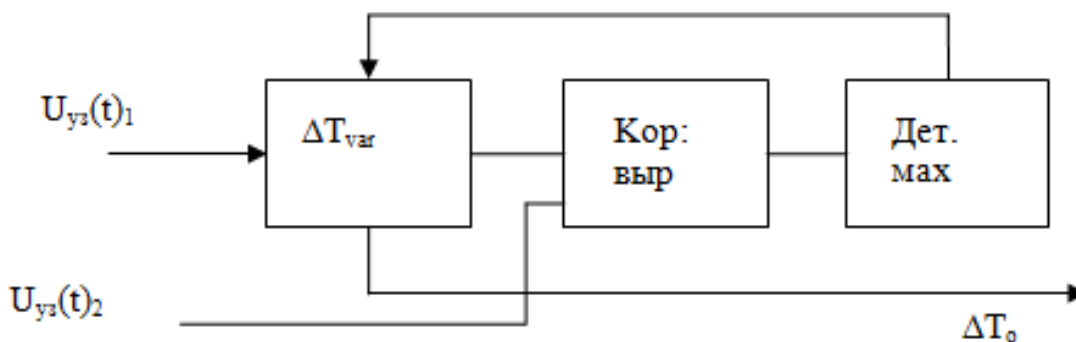 Uуз(t)1
ΔTvar
Кор:
выр
Дет.
мах
Uуз(t)2
ΔTо